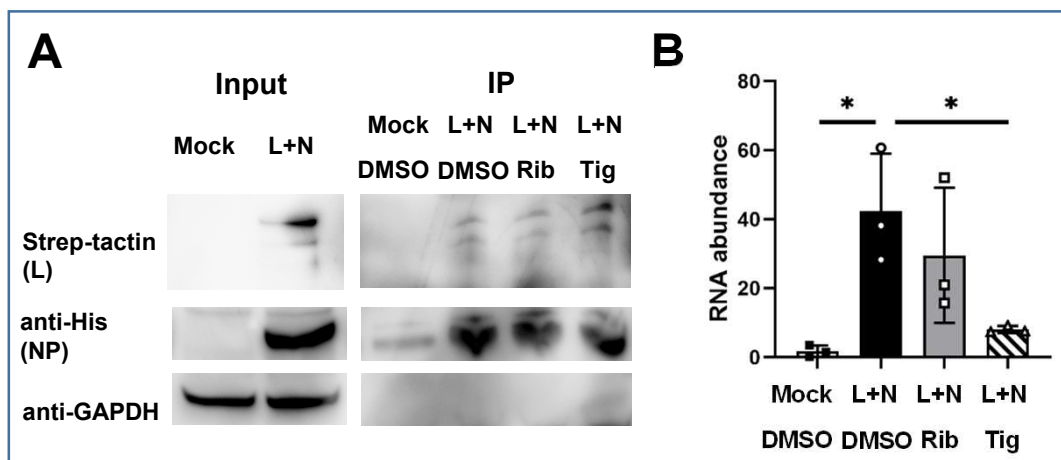 A
Input
IP
Mock L+N
Mock L+N L+N L+N
DMSO DMSO Rib Tig
Strep-tactin
(L)
anti-His
(NP)
anti-GAPDH
B
RNA abundance
80
60
40
20
0
* *
Mock L+N L+N L+N
DMSO DMSO Rib Tig